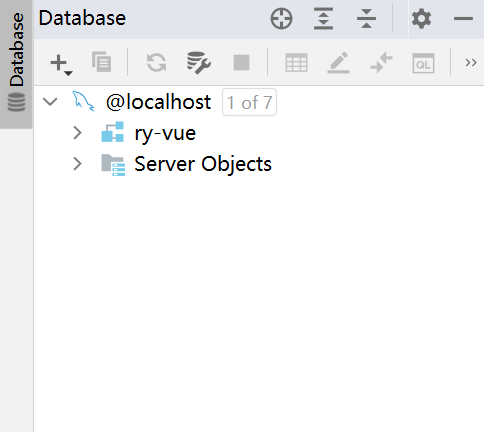 Database
Database
QL
@localhost 1 of 7
ry-vue
Server Objects